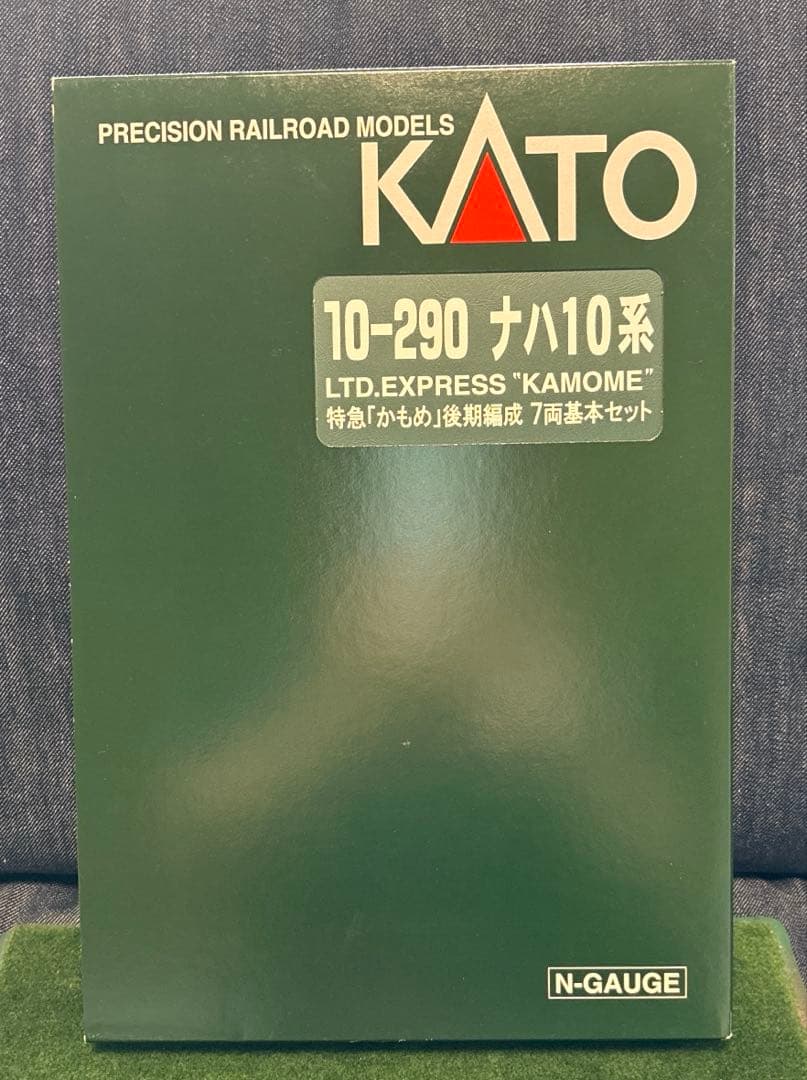 PRECISION RAILROAD MODELS
KATO
10-290 ナハ10系
LTD.EXPRESS "KAMOME"
特急「かもめ」後期編成 7両基本セット
N-GAUGE